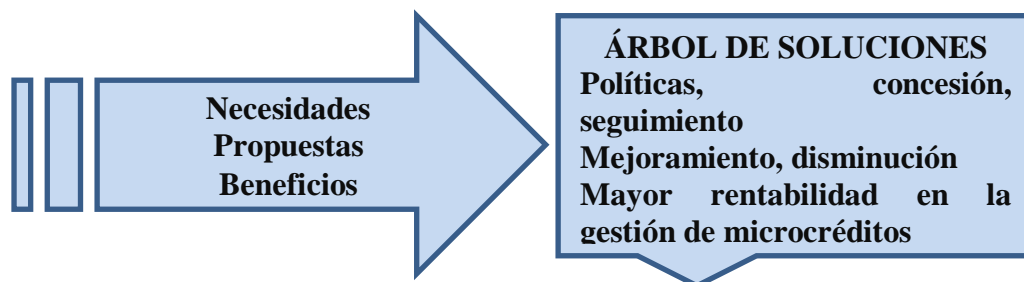 Necesidades
Propuestas
Beneficios
ÁRBOL DE SOLUCIONES
Políticas, concesión,
seguimiento
Mejoramiento, disminución
Mayor rentabilidad en la
gestión de microcréditos